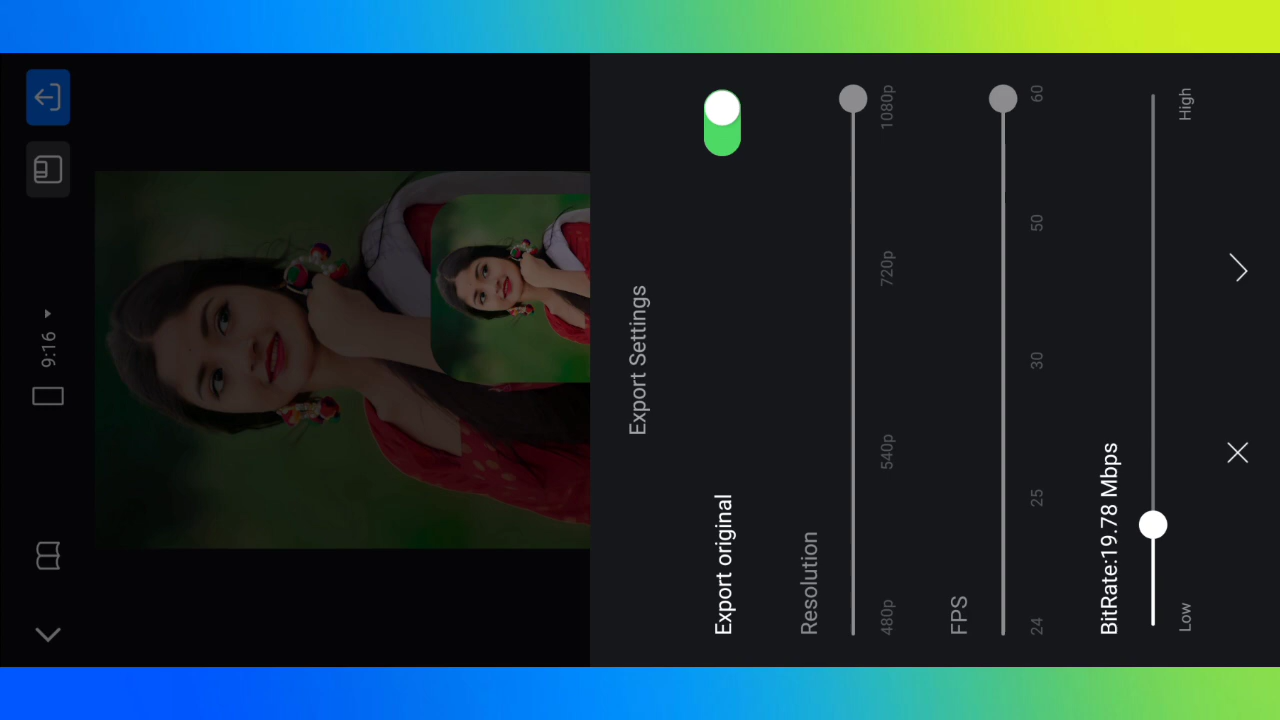 9:16
Export Settings
Export original
Resolution
480p 540p 720p 1080p
FPS
24 25 30 50 60
BitRate:19.78 Mbps
Low High